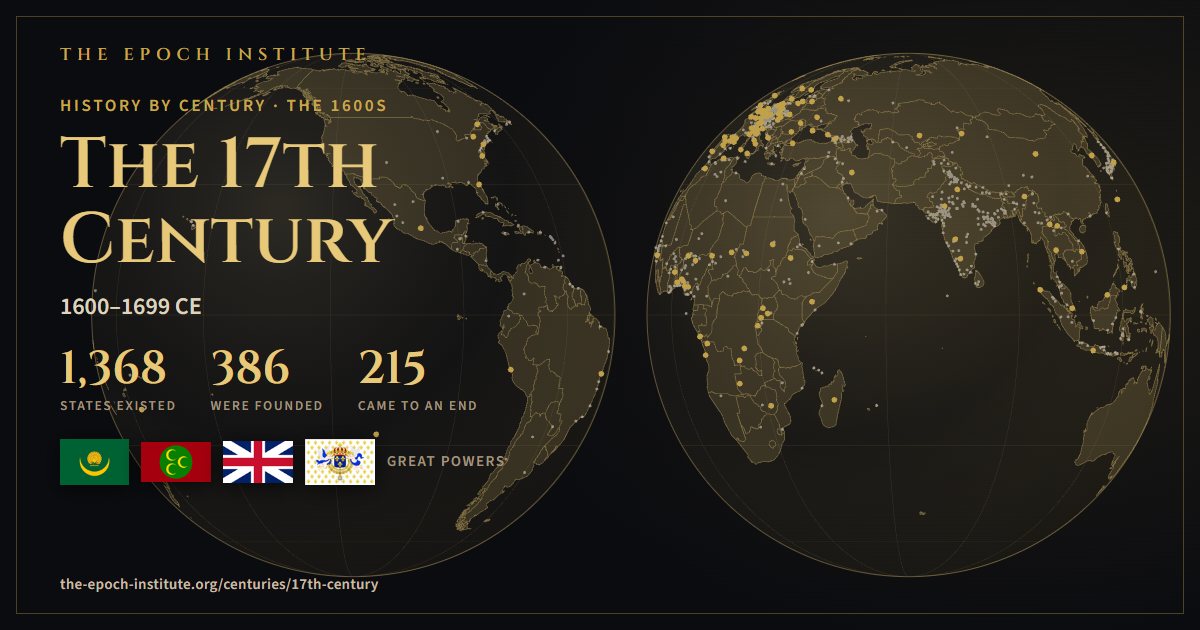 THE EPOCH INSTITUTE
HISTORY BY CENTURY · THE 1600S
THE 17TH
CENTURY
1600–1699 CE
1,368 386 215
STATES EXISTED WERE FOUNDED CAME TO AN END
GREAT POWERS
the-epoch-institute.org/centuries/17th-century